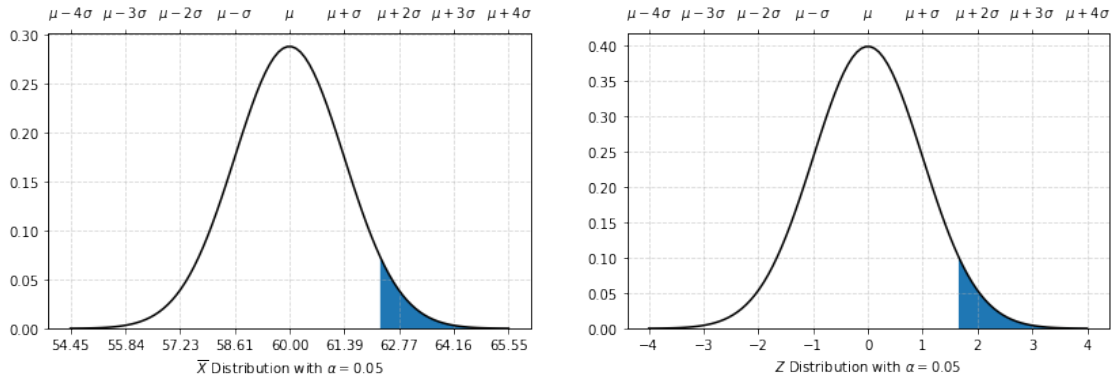 μ − 4σ μ − 3σ μ − 2σ μ − σ μ μ + σ μ + 2σ μ + 3σ μ + 4σ
0.30
0.25
0.20
0.15
0.10
0.05
0.00
54.45 55.84 57.23 58.61 60.00 61.39 62.77 64.16 65.55
X̅ Distribution with α = 0.05
μ − 4σ μ − 3σ μ − 2σ μ − σ μ μ + σ μ + 2σ μ + 3σ μ + 4σ
0.40
0.35
0.30
0.25
0.20
0.15
0.10
0.05
0.00
−4 −3 −2 −1 0 1 2 3 4
Z Distribution with α = 0.05